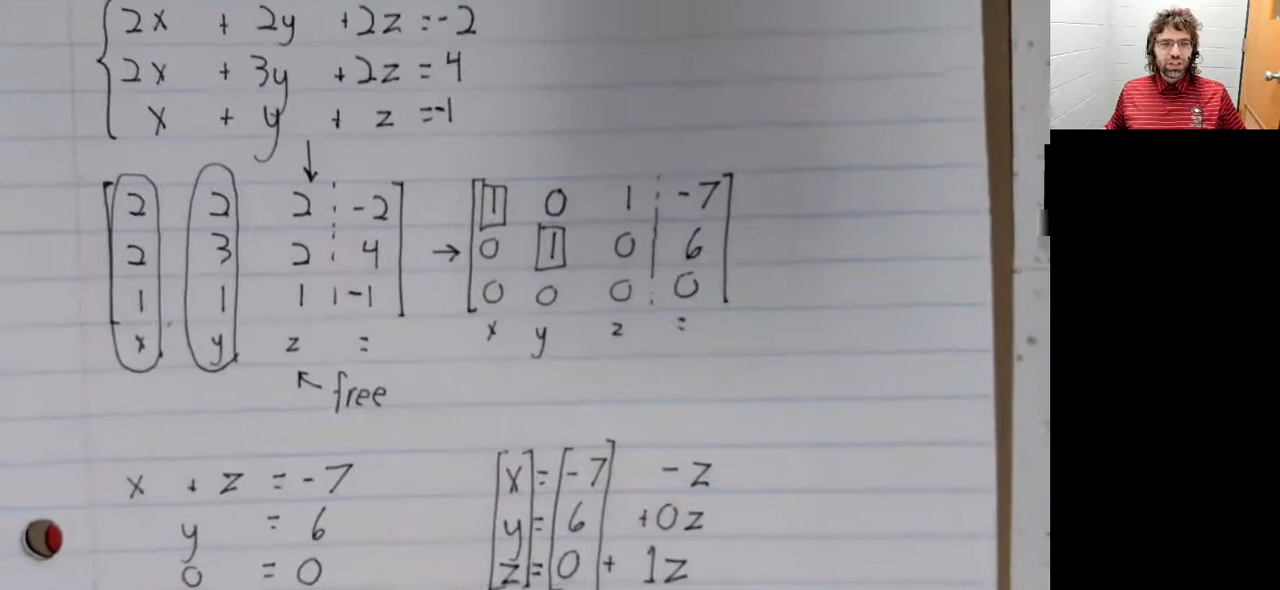 2x + 2y +2z = -2
2x + 3y +2z = 4
x + y + z = -1
2 2 2 -2 → 1 0 1 -7
2 3 2 4 0 1 0 6
1 1 1 -1 0 0 0 0
x y z = x y z =
free
x + z = -7
y = 6
0 = 0
x = -7 - z
y = 6 + 0z
z = 0 + 1z